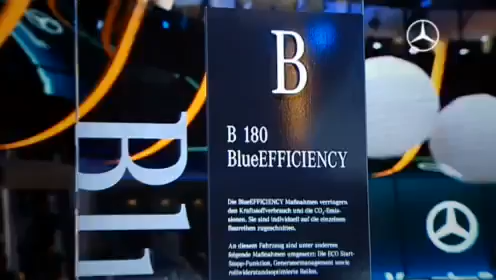 B
B 180
BlueEFFICIENCY
Die BlueEFFICIENCY Maßnahmen verringern
den Kraftstoffverbrauch und die CO₂-Emis-
sionen. Sie sind individuell auf die einzelnen
Baureihen zugeschnitten.
An diesem Fahrzeug sind unter anderem
folgende Maßnahmen umgesetzt: Die ECO Start-
Stopp-Funktion, Generatormanagement sowie
rollwiderstandsoptimierte Reifen.
Bl